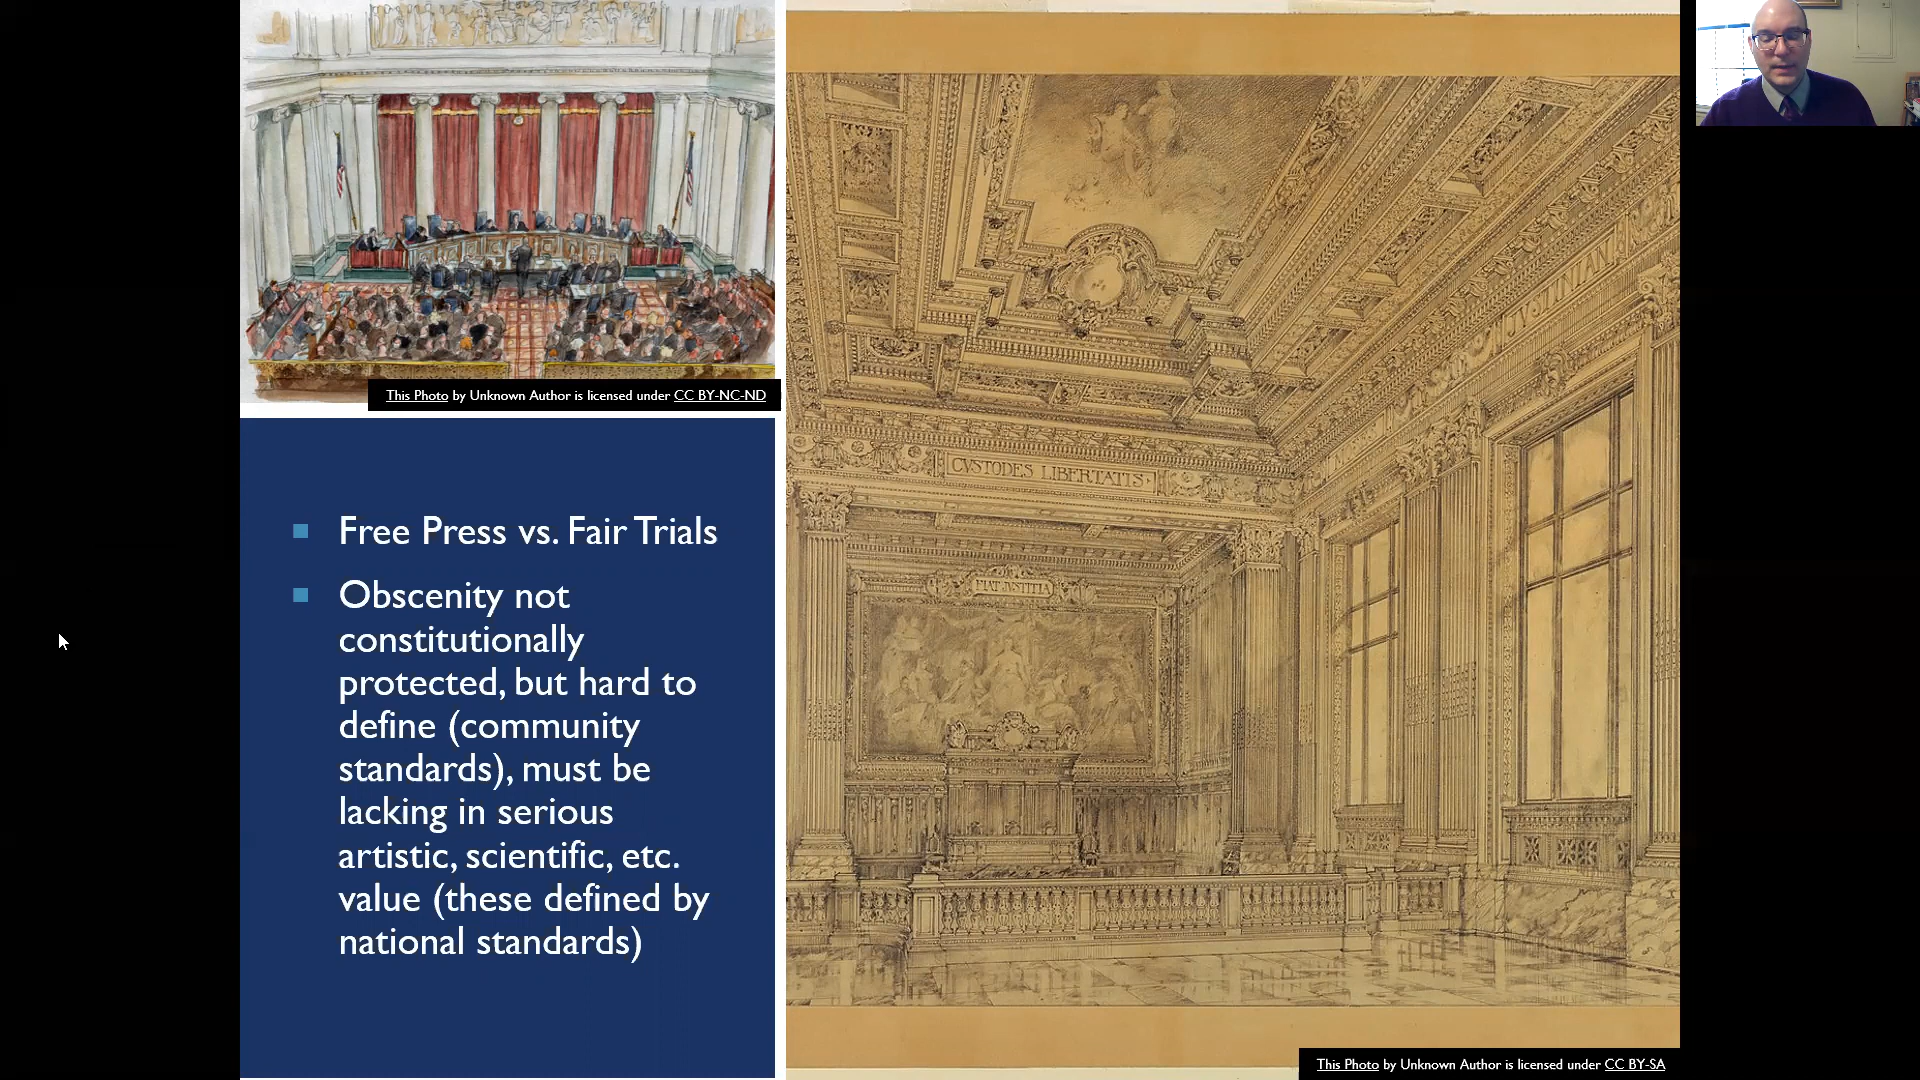 This Photo by Unknown Author is licensed under CC BY-NC-ND
Free Press vs. Fair Trials
Obscenity not
constitutionally
protected, but hard to
define (community
standards), must be
lacking in serious
artistic, scientific, etc.
value (these defined by
national standards)
JVSTINIAN
CVSTODES LIBERTATIS
FIAT JVSTITIA
This Photo by Unknown Author is licensed under CC BY-SA